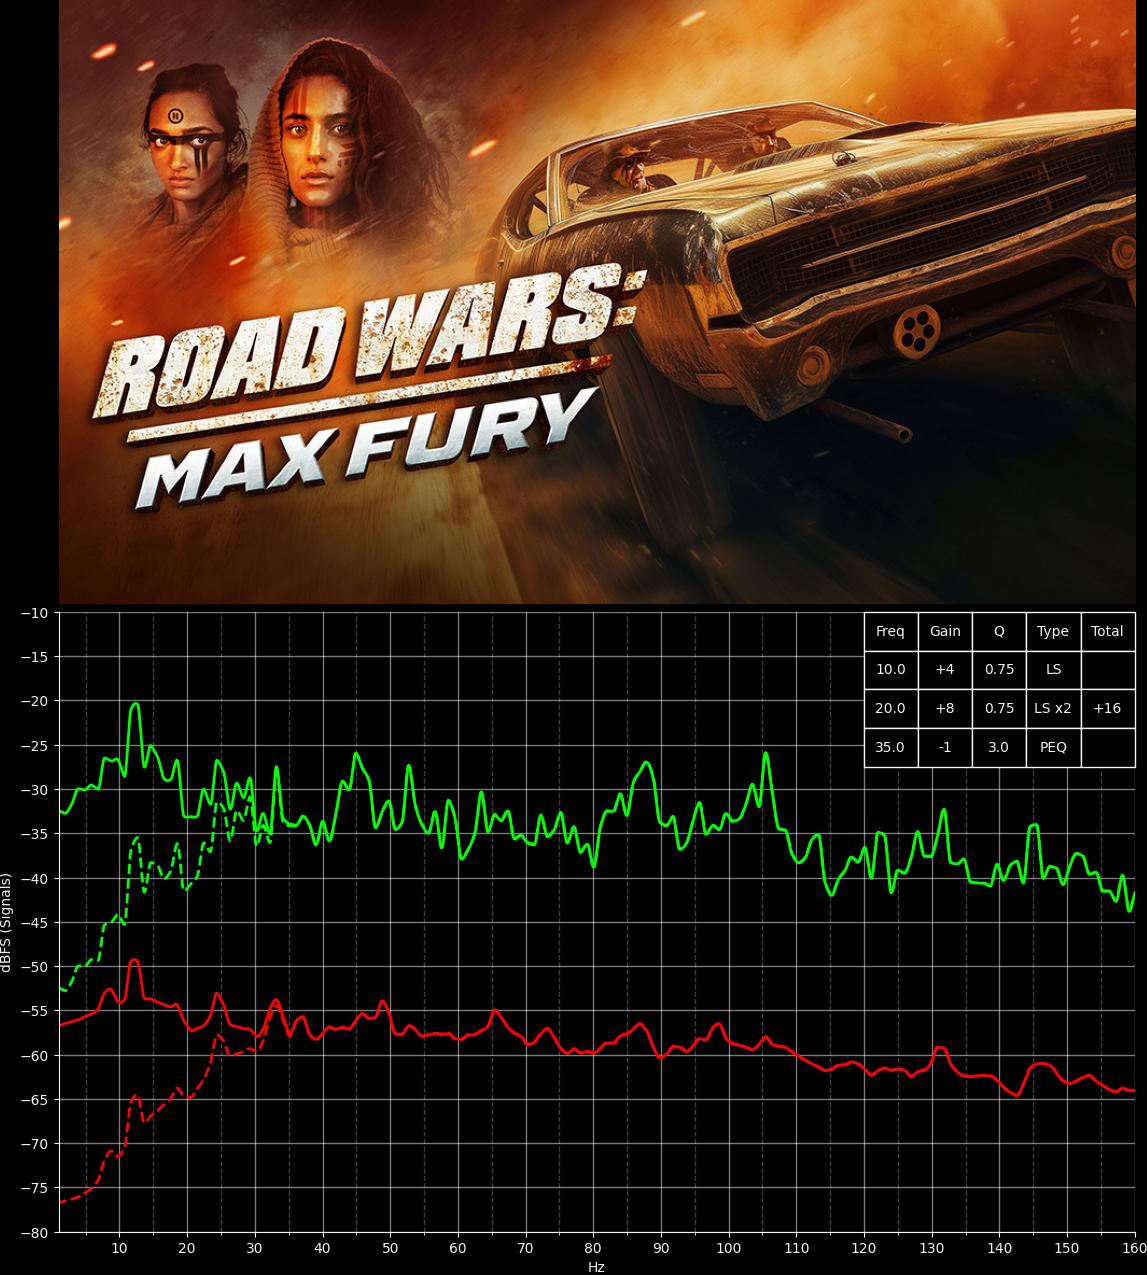 ROAD WARS:
MAX FURY
Freq Gain Q Type Total
10.0 +4 0.75 LS
20.0 +8 0.75 LS x2 +16
35.0 -1 3.0 PEQ
−10
−15
−20
−25
−30
−35
−40
−45
−50
−55
−60
−65
−70
−75
−80
dBFS (Signals)
10 20 30 40 50 60 70 80 90 100 110 120 130 140 150 160
Hz